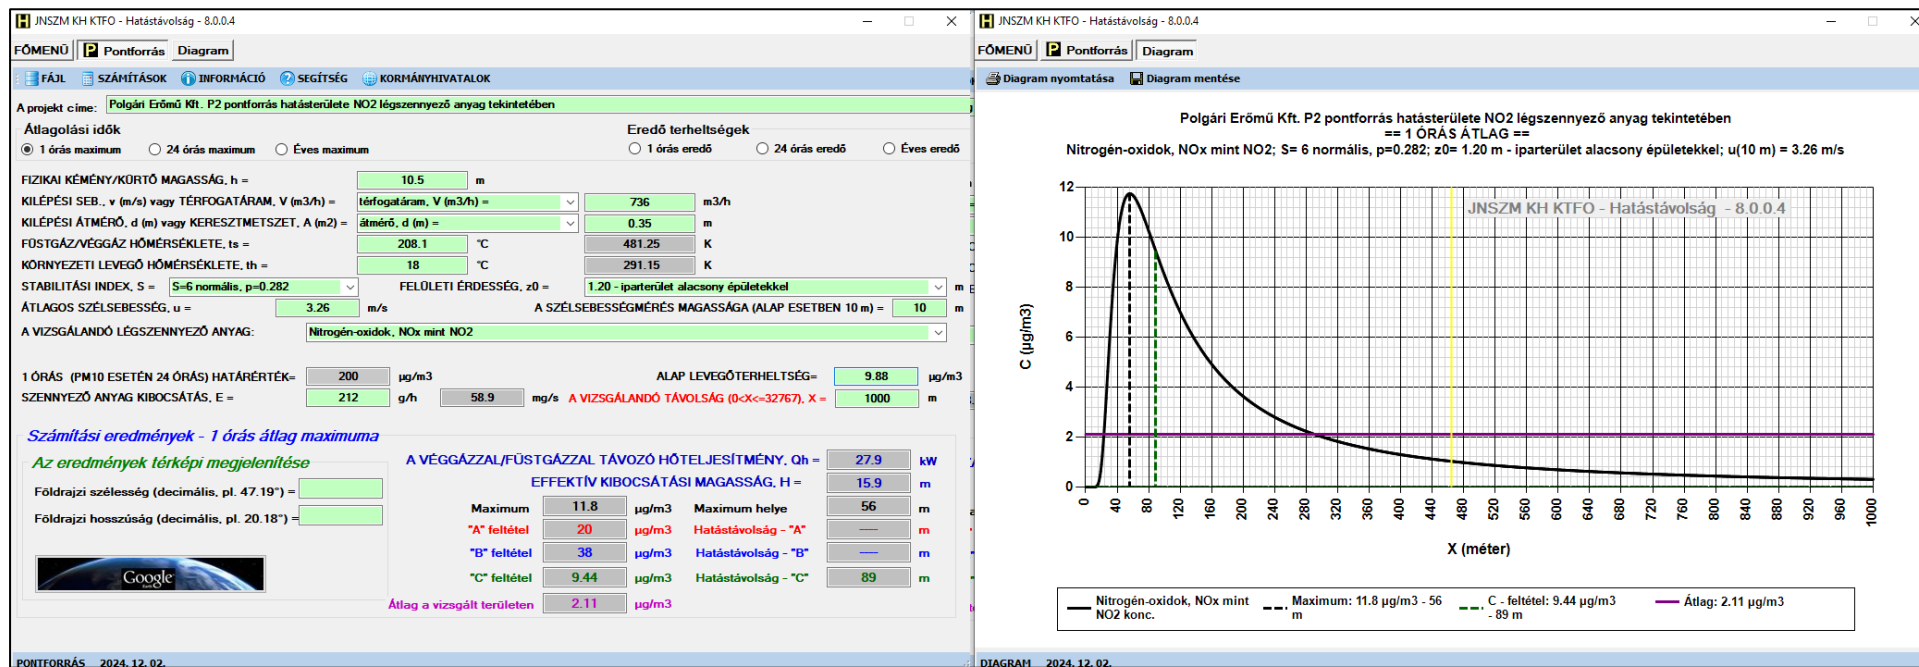 JNSZM KH KTFO - Hatástávolság - 8.0.0.4
FŐMENÜ P Pontforrás Diagram
FÁJL SZÁMÍTÁSOK INFORMÁCIÓ SEGÍTSÉG KORMÁNYHIVATALOK
A projekt címe: Polgári Erőmű Kft. P2 pontforrás hatásterülete NO2 légszennyező anyag tekintetében
Átlagolási idők Eredő terheltségek
1 órás maximum 24 órás maximum Éves maximum 1 órás eredő 24 órás eredő Éves eredő
FIZIKAI KÉMÉNY/KÜRTŐ MAGASSÁG, h = 10.5 m
KILÉPÉSI SEB., v (m/s) vagy TÉRFOGATÁRAM, V (m3/h) = térfogatáram, V (m3/h) = 736 m3/h
KILÉPÉSI ÁTMÉRŐ, d (m) vagy KERESZTMETSZET, A (m2) = átmérő, d (m) = 0.35 m
FÜSTGÁZ/VÉGGÁZ HŐMÉRSÉKLETE, ts = 208.1 °C 481.25 K
KÖRNYEZETI LEVEGŐ HŐMÉRSÉKLETE, th = 18 °C 291.15 K
STABILITÁSI INDEX, S = S=6 normális, p=0.282 FELÜLETI ÉRDESSÉG, z0 = 1.20 - iparterület alacsony épületekkel m
ÁTLAGOS SZÉLSEBESSÉG, u = 3.26 m/s A SZÉLSEBESSÉGMÉRÉS MAGASSÁGA (ALAP ESETBEN 10 m) = 10 m
A VIZSGÁLANDÓ LÉGSZENNYEZŐ ANYAG: Nitrogén-oxidok, NOx mint NO2
1 ÓRÁS (PM10 ESETÉN 24 ÓRÁS) HATÁRÉRTÉK= 200 µg/m3 ALAP LEVEGŐTERHELTSÉG= 9.88 µg/m3
SZENNYEZŐ ANYAG KIBOCSÁTÁS, E = 212 g/h 58.9 mg/s A VIZSGÁLANDÓ TÁVOLSÁG (0<X<=32767), X = 1000 m
Számítási eredmények - 1 órás átlag maximuma
Az eredmények térképi megjelenítése
Földrajzi szélesség (decimális, pl. 47.19°) =
Földrajzi hosszúság (decimális, pl. 20.18°) =
Google
A VÉGGÁZZAL/FÜSTGÁZZAL TÁVOZÓ HŐTELJESÍTMÉNY, Qh = 27.9 kW
EFFEKTÍV KIBOCSÁTÁSI MAGASSÁG, H = 15.9 m
Maximum 11.8 µg/m3 Maximum helye 56 m
"A" feltétel 20 µg/m3 Hatástávolság - "A" ---- m
"B" feltétel 38 µg/m3 Hatástávolság - "B" ---- m
"C" feltétel 9.44 µg/m3 Hatástávolság - "C" 89 m
Átlag a vizsgált területen 2.11 µg/m3
PONTFORRÁS 2024. 12. 02.
JNSZM KH KTFO - Hatástávolság - 8.0.0.4
FŐMENÜ P Pontforrás Diagram
Diagram nyomtatása Diagram mentése
Polgári Erőmű Kft. P2 pontforrás hatásterülete NO2 légszennyező anyag tekintetében
== 1 ÓRÁS ÁTLAG ==
Nitrogén-oxidok, NOx mint NO2; S= 6 normális, p=0.282; z0= 1.20 m - iparterület alacsony épületekkel; u(10 m) = 3.26 m/s
JNSZM KH KTFO - Hatástávolság - 8.0.0.4
C (µg/m3)
12
10
8
6
4
2
0
0 40 80 120 160 200 240 280 320 360 400 440 480 520 560 600 640 680 720 760 800 840 880 920 960 1000
X (méter)
Nitrogén-oxidok, NOx mint NO2 konc.
Maximum: 11.8 µg/m3 - 56 m
C - feltétel: 9.44 µg/m3 - 89 m
Átlag: 2.11 µg/m3
DIAGRAM 2024. 12. 02.